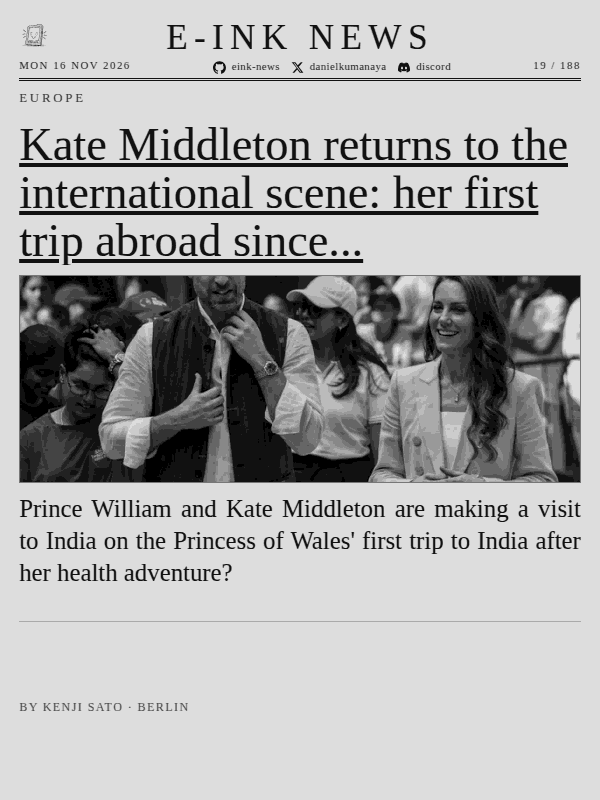 E-INK NEWS
MON 16 NOV 2026
eink-news
danielkumanaya
discord
19 / 188
EUROPE
Kate Middleton returns to the
international scene: her first
trip abroad since...
Prince William and Kate Middleton are making a visit
to India on the Princess of Wales' first trip to India after
her health adventure?
BY KENJI SATO · BERLIN